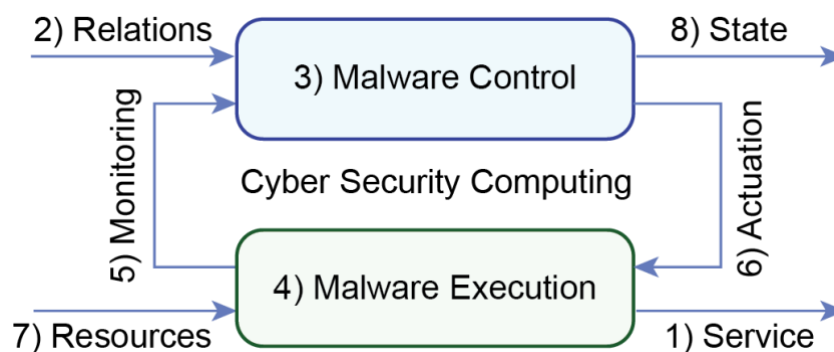 2) Relations
8) State
3) Malware Control
5) Monitoring
Cyber Security Computing
6) Actuation
4) Malware Execution
7) Resources
1) Service